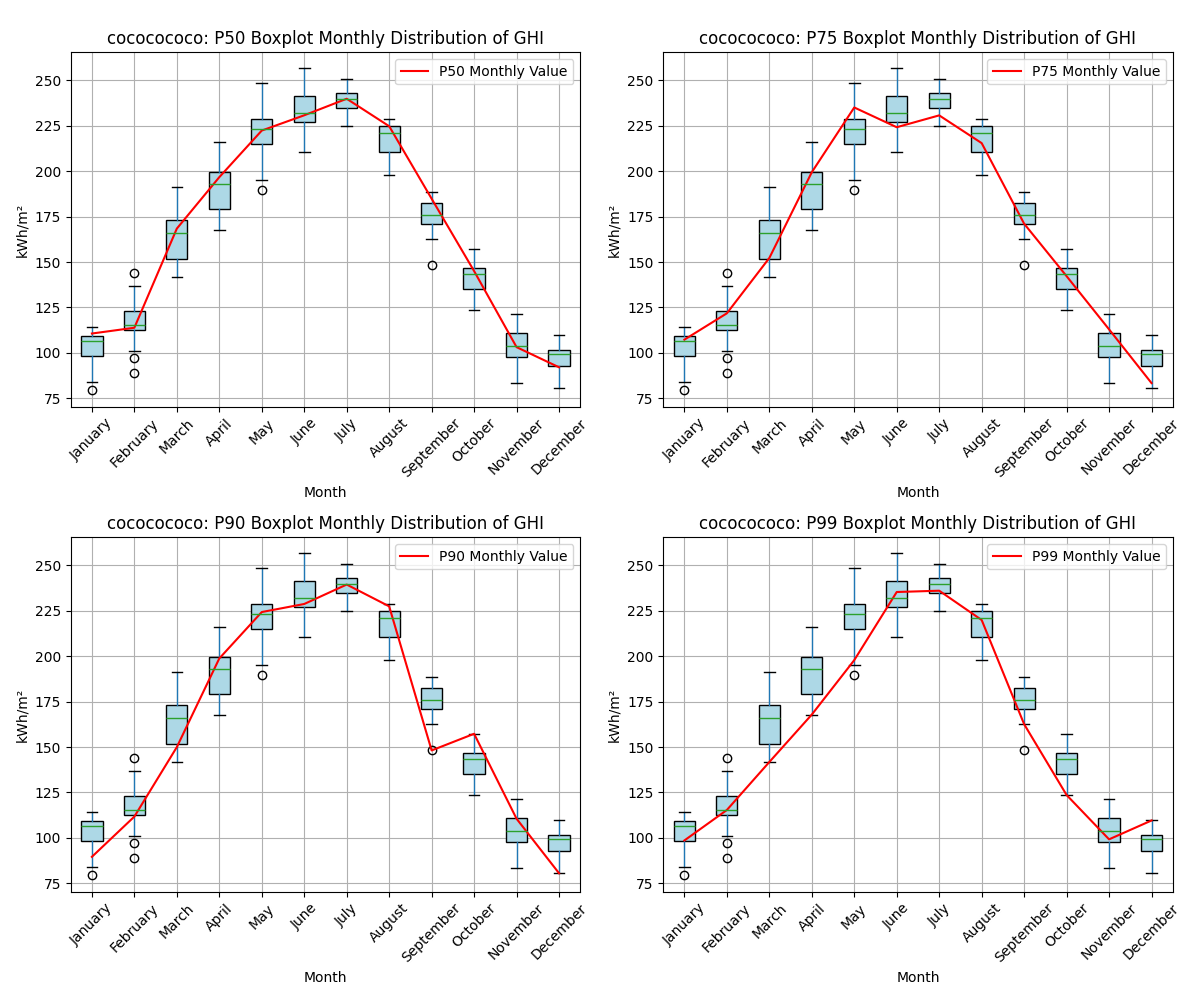 cocococococo: P50 Boxplot Monthly Distribution of GHI
P50 Monthly Value
kWh/m²
250
225
200
175
150
125
100
75
January February March April May June July August September October November December
Month
cocococococo: P75 Boxplot Monthly Distribution of GHI
P75 Monthly Value
kWh/m²
250
225
200
175
150
125
100
75
January February March April May June July August September October November December
Month
cocococococo: P90 Boxplot Monthly Distribution of GHI
P90 Monthly Value
kWh/m²
250
225
200
175
150
125
100
75
January February March April May June July August September October November December
Month
cocococococo: P99 Boxplot Monthly Distribution of GHI
P99 Monthly Value
kWh/m²
250
225
200
175
150
125
100
75
January February March April May June July August September October November December
Month